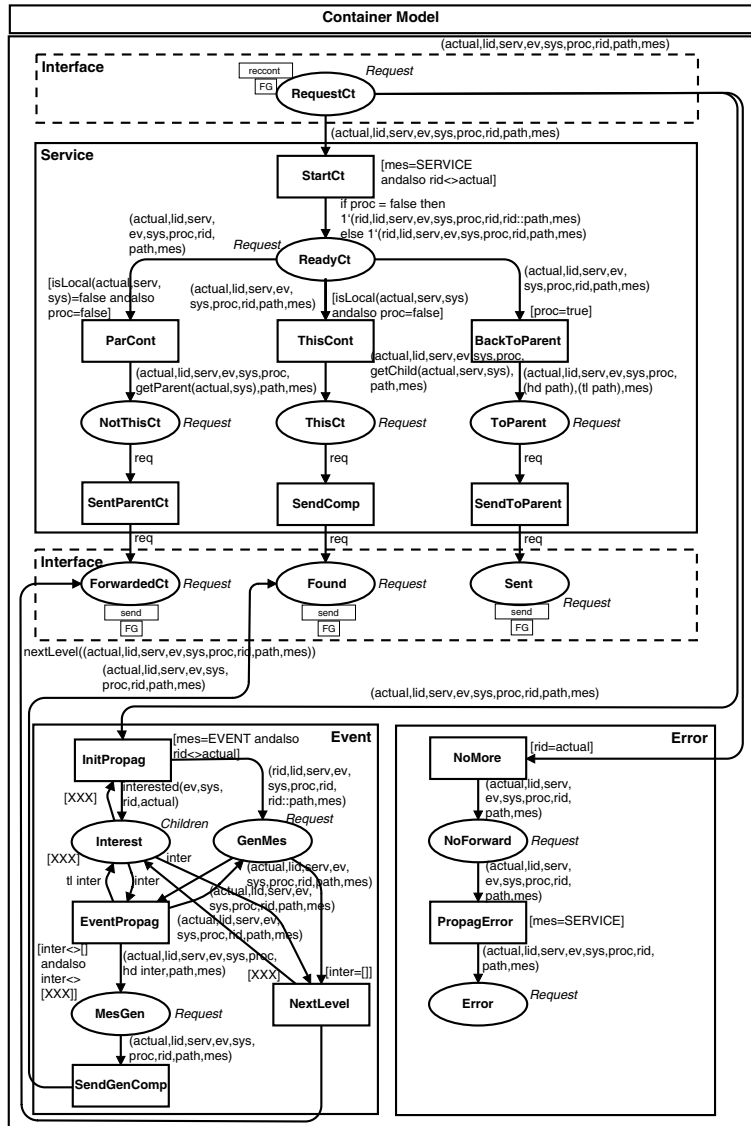 Container Model
(actual,lid,serv,ev,sys,proc,rid,path,mes)
Interface
reccont
FG
Request
RequestCt
(actual,lid,serv,ev,sys,proc,rid,path,mes)
Service
StartCt
[mes=SERVICE
andalso rid<>actual]
if proc = false then
1‘(rid,lid,serv,ev,sys,proc,rid,rid::path,mes)
else 1‘(rid,lid,serv,ev,sys,proc,rid,path,mes)
(actual,lid,serv,
ev,sys,proc,rid,
path,mes)
Request
ReadyCt
[isLocal(actual,serv,
sys)=false andalso
proc=false]
(actual,lid,serv,ev,
sys,proc,rid,path,mes)
[isLocal(actual,serv,sys)
andalso proc=false]
(actual,lid,serv,ev,
sys,proc,rid,path,mes)
[proc=true]
ParCont
ThisCont
BackToParent
(actual,lid,serv,ev,sys,proc,
getParent(actual,sys),path,mes)
(actual,lid,serv,ev,sys,proc,
getChild(actual,serv,sys),
path,mes)
(actual,lid,serv,ev,sys,proc,
(hd path),(tl path),mes)
NotThisCt
Request
ThisCt
Request
ToParent
Request
req
req
req
SentParentCt
SendComp
SendToParent
req
req
req
Interface
ForwardedCt
Request
Found
Request
Sent
Request
send
FG
send
FG
send
FG
nextLevel((actual,lid,serv,ev,sys,proc,rid,path,mes))
(actual,lid,serv,ev,sys,
proc,rid,path,mes)
(actual,lid,serv,ev,sys,proc,rid,path,mes)
Event
InitPropag
[mes=EVENT andalso
rid<>actual]
[XXX]
interested(ev,sys,
rid,actual)
(rid,lid,serv,ev,
sys,proc,rid,
rid::path,mes)
Children
Interest
Request
GenMes
[XXX]
inter
tl inter
inter
(actual,lid,serv,ev,
sys,proc,rid,path,mes)
(actual,lid,serv,ev,
sys,proc,rid,path,mes)
EventPropag
(actual,lid,serv,ev,
sys,proc,rid,path,mes)
[inter<>[]
andalso
inter<>
[XXX]]
(actual,lid,serv,ev,sys,proc,
hd inter,path,mes)
[XXX]
[inter=[]]
NextLevel
MesGen
Request
(actual,lid,serv,ev,sys,
proc,rid,path,mes)
SendGenComp
Error
NoMore
[rid=actual]
(actual,lid,serv,
ev,sys,proc,rid,
path,mes)
NoForward
Request
(actual,lid,serv,
ev,sys,proc,rid,
path,mes)
PropagError
[mes=SERVICE]
(actual,lid,serv,ev,sys,proc,rid,
path,mes)
Error
Request